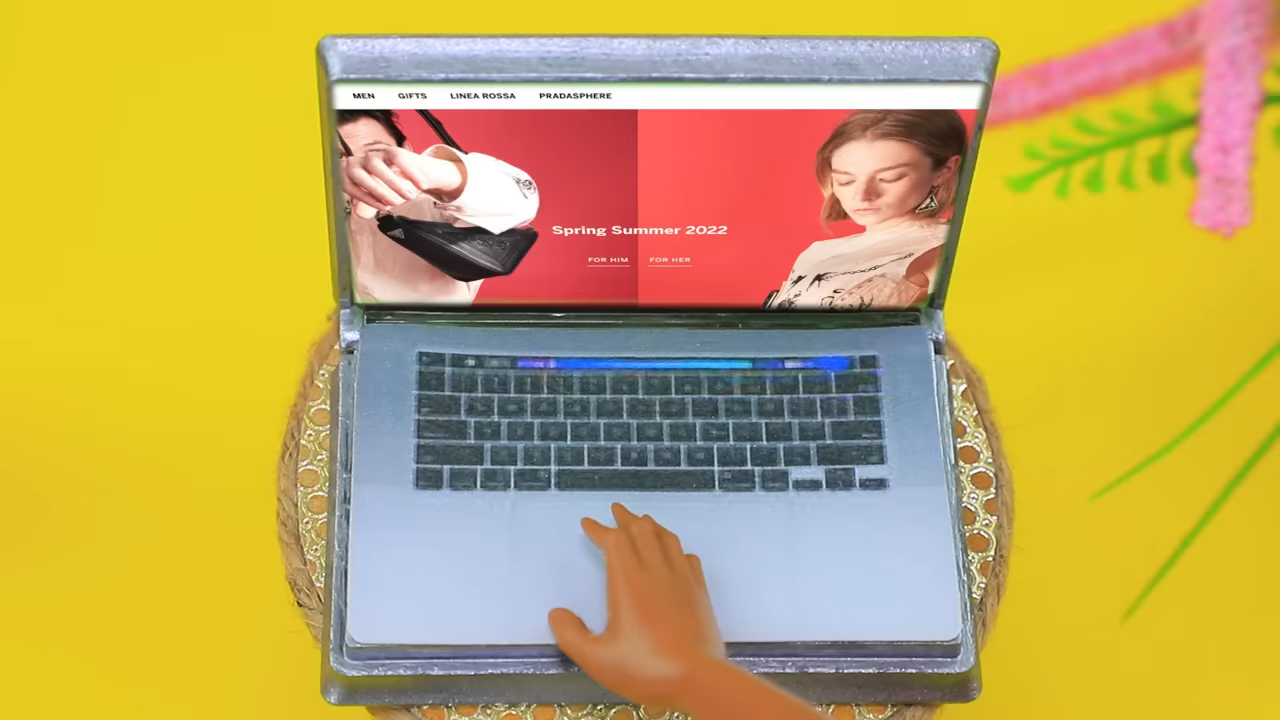 MEN GIFTS LINEA ROSSA PRADASPHERE
Spring Summer 2022
FOR HIM FOR HER